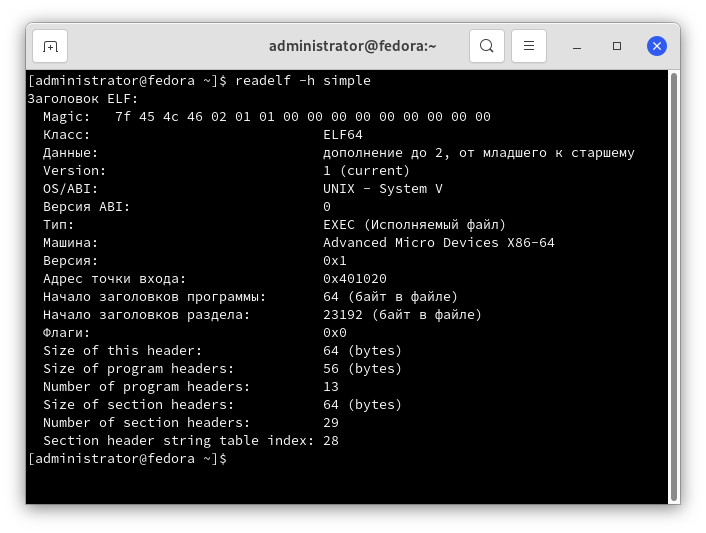 administrator@fedora:~
[administrator@fedora ~]$ readelf -h simple
Заголовок ELF:
  Magic:   7f 45 4c 46 02 01 01 00 00 00 00 00 00 00 00 00
  Класс:                             ELF64
  Данные:                            дополнение до 2, от младшего к старшему
  Version:                           1 (current)
  OS/ABI:                            UNIX - System V
  Версия ABI:                        0
  Тип:                               EXEC (Исполняемый файл)
  Машина:                            Advanced Micro Devices X86-64
  Версия:                            0x1
  Адрес точки входа:                 0x401020
  Начало заголовков программы:       64 (байт в файле)
  Начало заголовков раздела:         23192 (байт в файле)
  Флаги:                             0x0
  Size of this header:               64 (bytes)
  Size of program headers:           56 (bytes)
  Number of program headers:         13
  Size of section headers:           64 (bytes)
  Number of section headers:         29
  Section header string table index: 28
[administrator@fedora ~]$